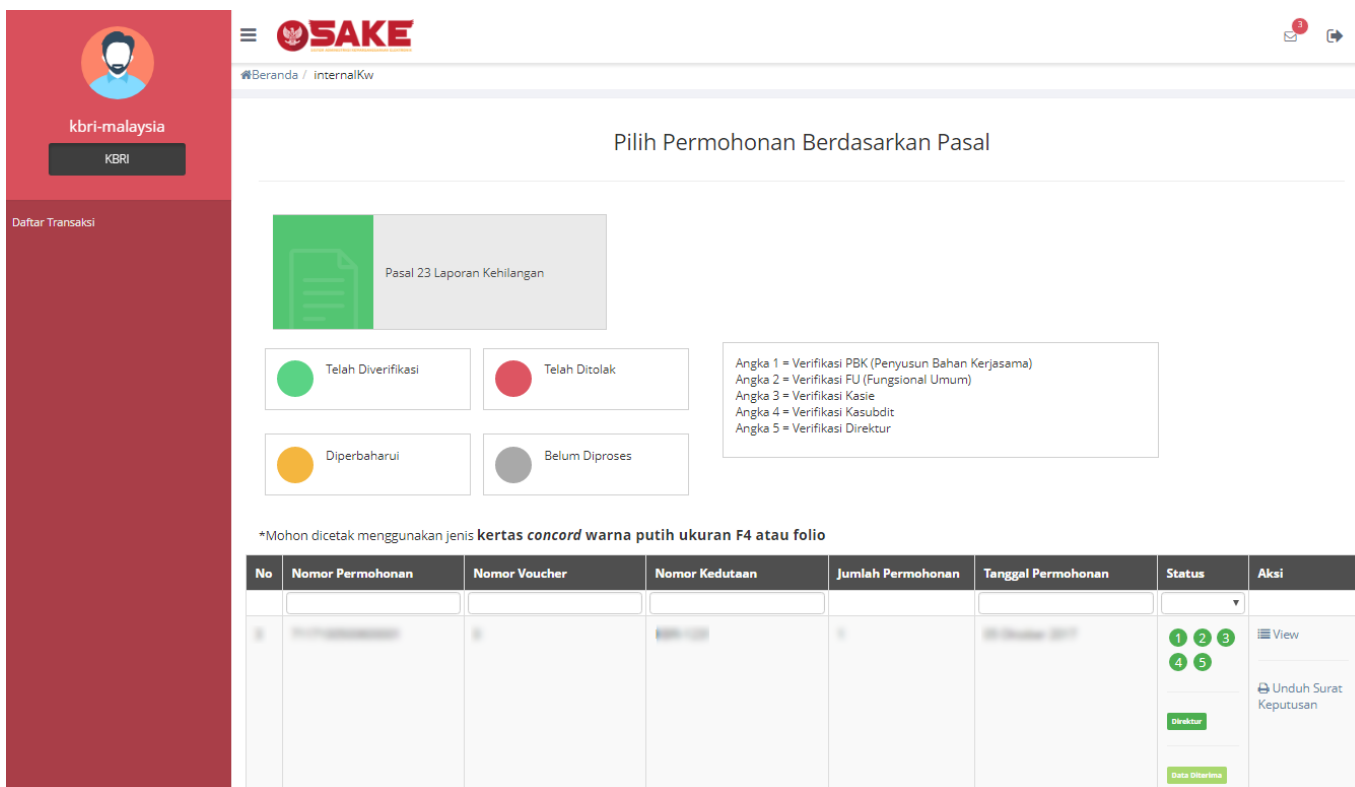 SAKE
3
Beranda / internalKw
kbri-malaysia
KBRI
Daftar Transaksi
Pilih Permohonan Berdasarkan Pasal
Pasal 23 Laporan Kehilangan
Telah Diverifikasi
Telah Ditolak
Diperbaharui
Belum Diproses
Angka 1 = Verifikasi PBK (Penyusun Bahan Kerjasama)
Angka 2 = Verifikasi FU (Fungsional Umum)
Angka 3 = Verifikasi Kasie
Angka 4 = Verifikasi Kasubdit
Angka 5 = Verifikasi Direktur
*Mohon dicetak menggunakan jenis kertas concord warna putih ukuran F4 atau folio
No Nomor Permohonan Nomor Voucher Nomor Kedutaan Jumlah Permohonan Tanggal Permohonan Status Aksi
1 2 3
4 5
Direktur
Data Diterima
View
Unduh Surat
Keputusan